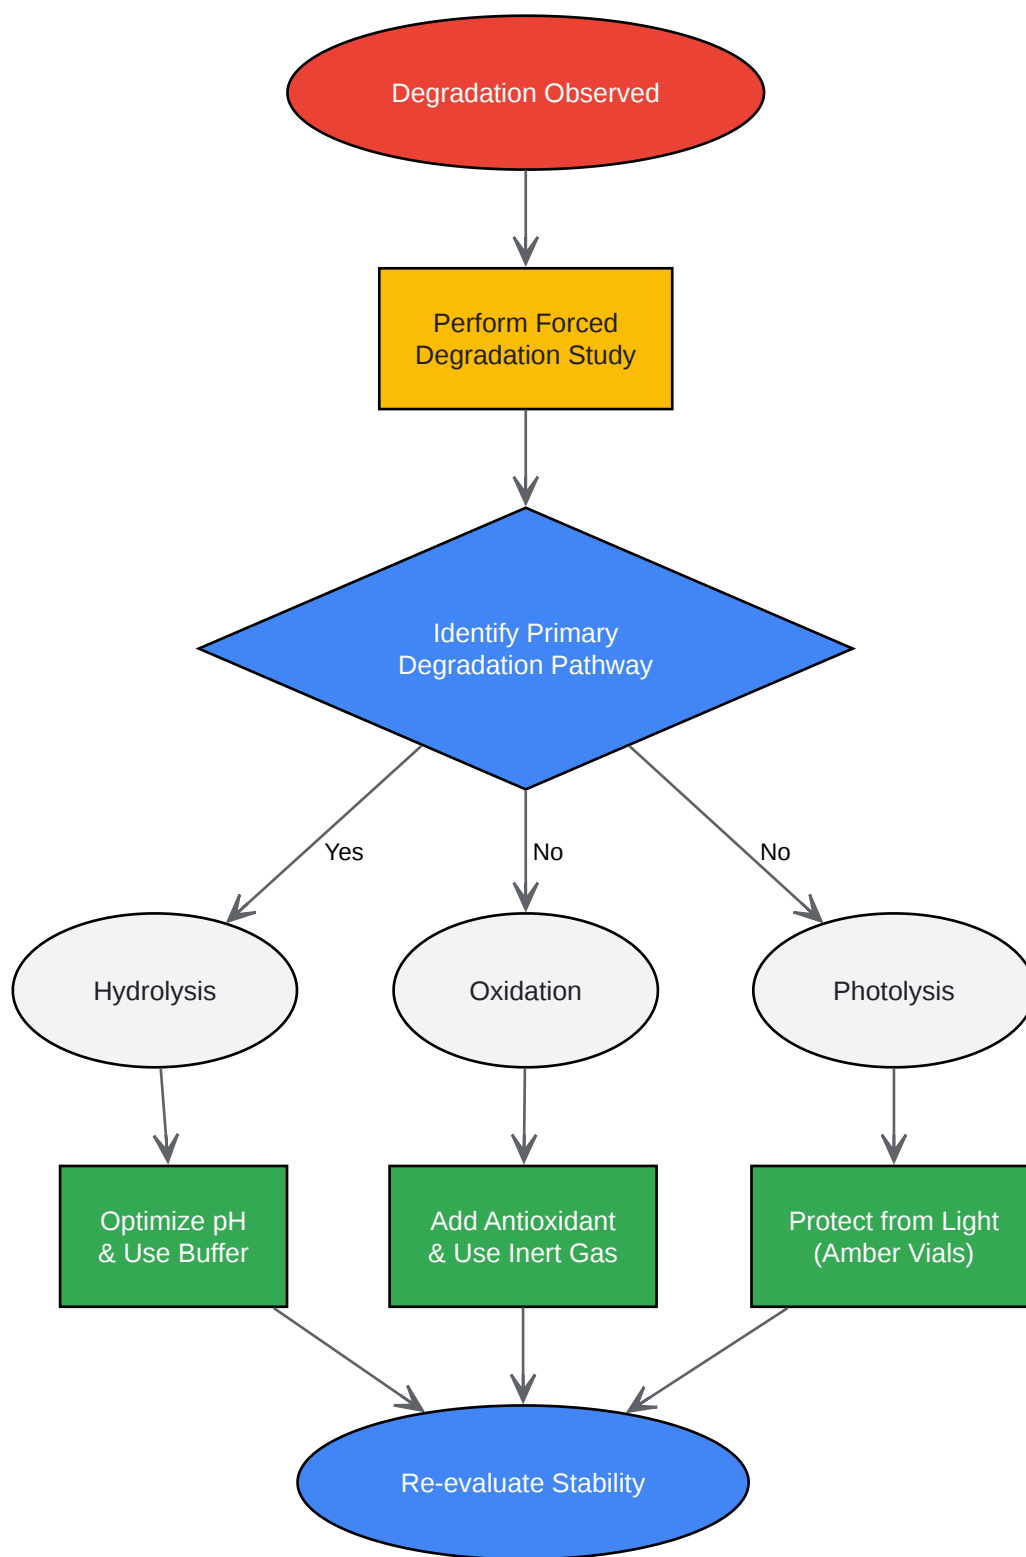 Degradation Observed
Perform Forced
Degradation Study
Identify Primary
Degradation Pathway
Yes
No
No
Hydrolysis
Oxidation
Photolysis
Optimize pH
& Use Buffer
Add Antioxidant
& Use Inert Gas
Protect from Light
(Amber Vials)
Re-evaluate Stability